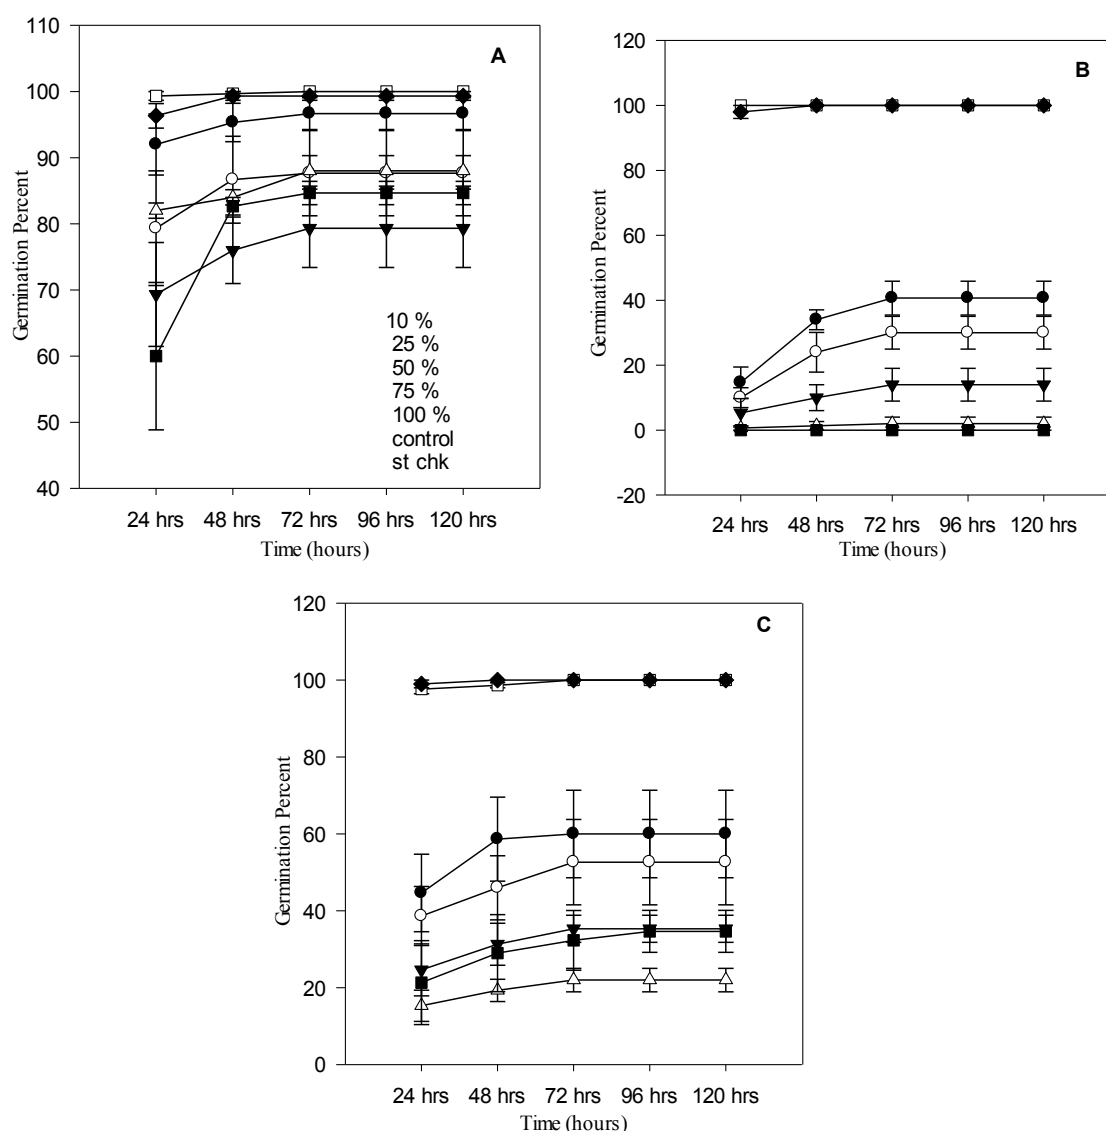 A
110
100
90
80
70
60
50
40
Germination Percent
10 %
25 %
50 %
75 %
100 %
control
st chk
24 hrs 48 hrs 72 hrs 96 hrs 120 hrs
Time (hours)
B
120
100
80
60
40
20
0
-20
Germination Percent
24 hrs 48 hrs 72 hrs 96 hrs 120 hrs
Time (hours)
C
120
100
80
60
40
20
0
Germination Percent
24 hrs 48 hrs 72 hrs 96 hrs 120 hrs
Time (hours)